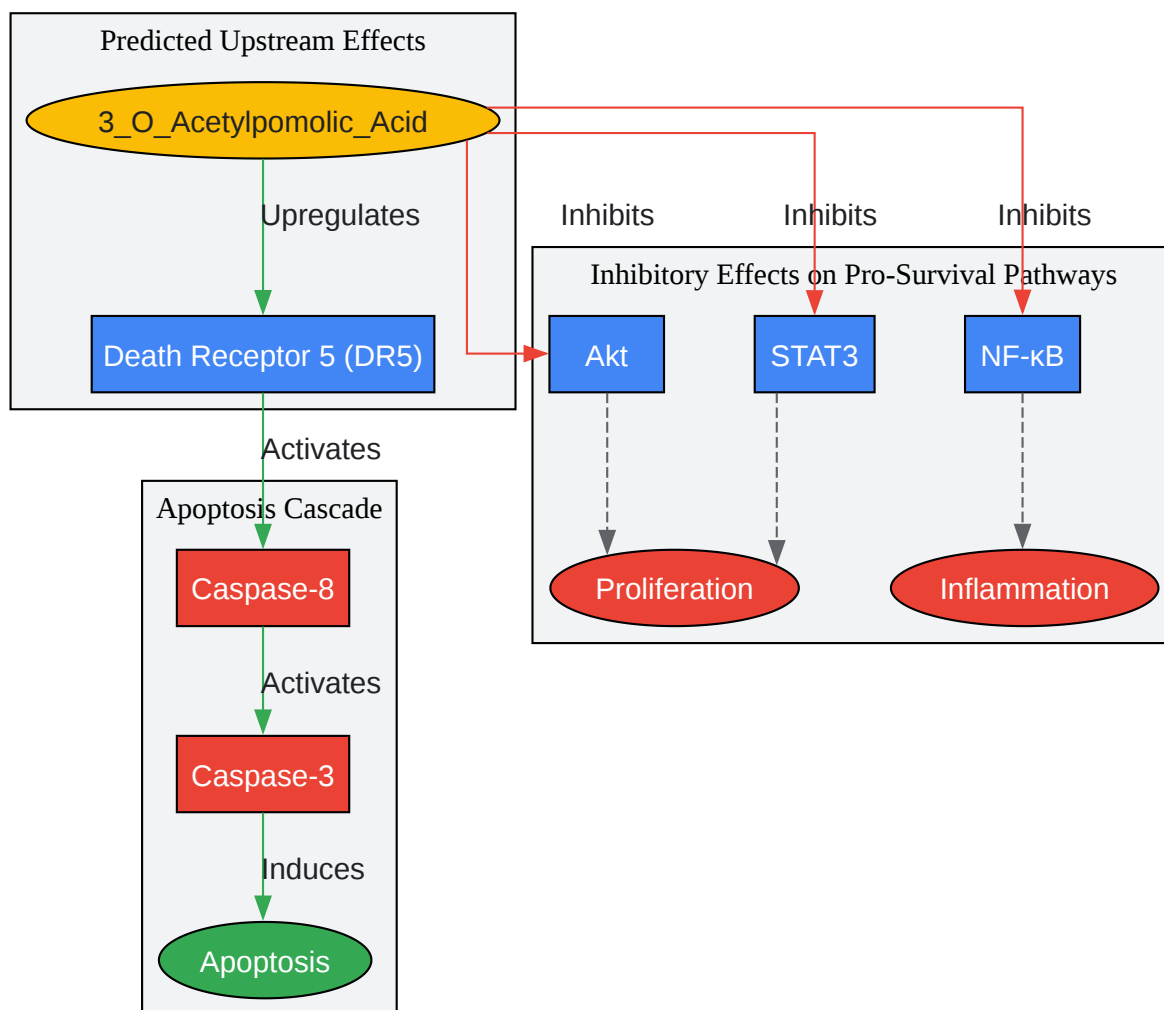 Predicted Upstream Effects
3_O_Acetylpomolic_Acid
Upregulates
Inhibits
Inhibits
Inhibits
Inhibitory Effects on Pro-Survival Pathways
Death Receptor 5 (DR5)
Akt
STAT3
NF-κB
Activates
Apoptosis Cascade
Caspase-8
Proliferation
Inflammation
Activates
Caspase-3
Induces
Apoptosis